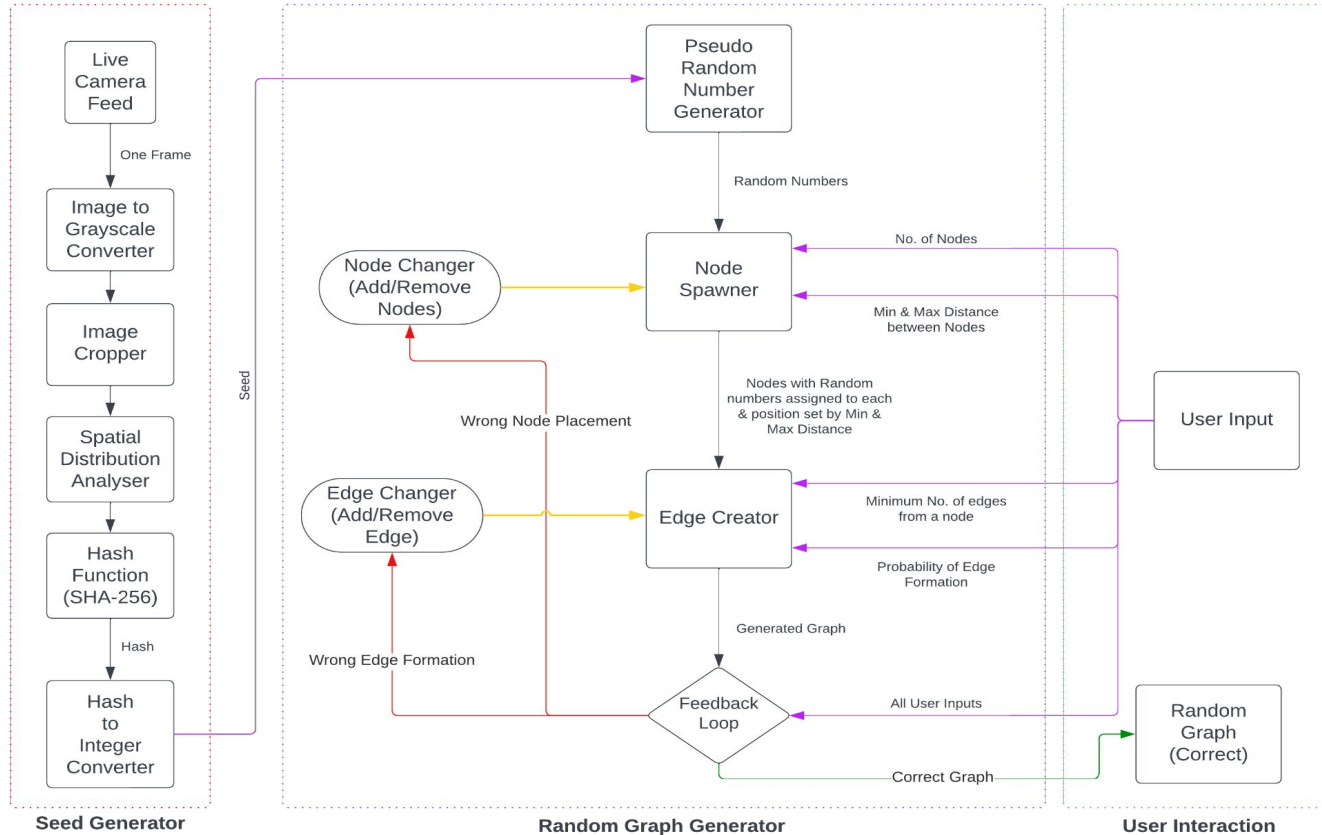 Live
Camera
Feed
One Frame
Image to
Grayscale
Converter
Image
Cropper
Spatial
Distribution
Analyser
Hash
Function
(SHA-256)
Hash
Hash
to
Integer
Converter
Seed Generator
Seed
Pseudo
Random
Number
Generator
Random Numbers
Node Changer
(Add/Remove
Nodes)
Node
Spawner
No. of Nodes
Min & Max Distance
between Nodes
Wrong Node Placement
Nodes with Random
numbers assigned to each
& position set by Min &
Max Distance
Edge Changer
(Add/Remove
Edge)
Edge Creator
Minimum No. of edges
from a node
Probability of Edge
Formation
Generated Graph
Wrong Edge Formation
Feedback
Loop
All User Inputs
Correct Graph
Random Graph Generator
User Input
Random
Graph
(Correct)
User Interaction